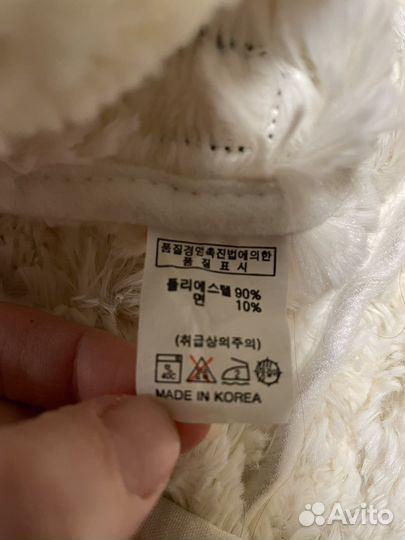 품질경영촉진법에의한
품 질 표 시
폴리에스텔 90%
면 10%
(취급상의주의)
MADE IN KOREA
Avito